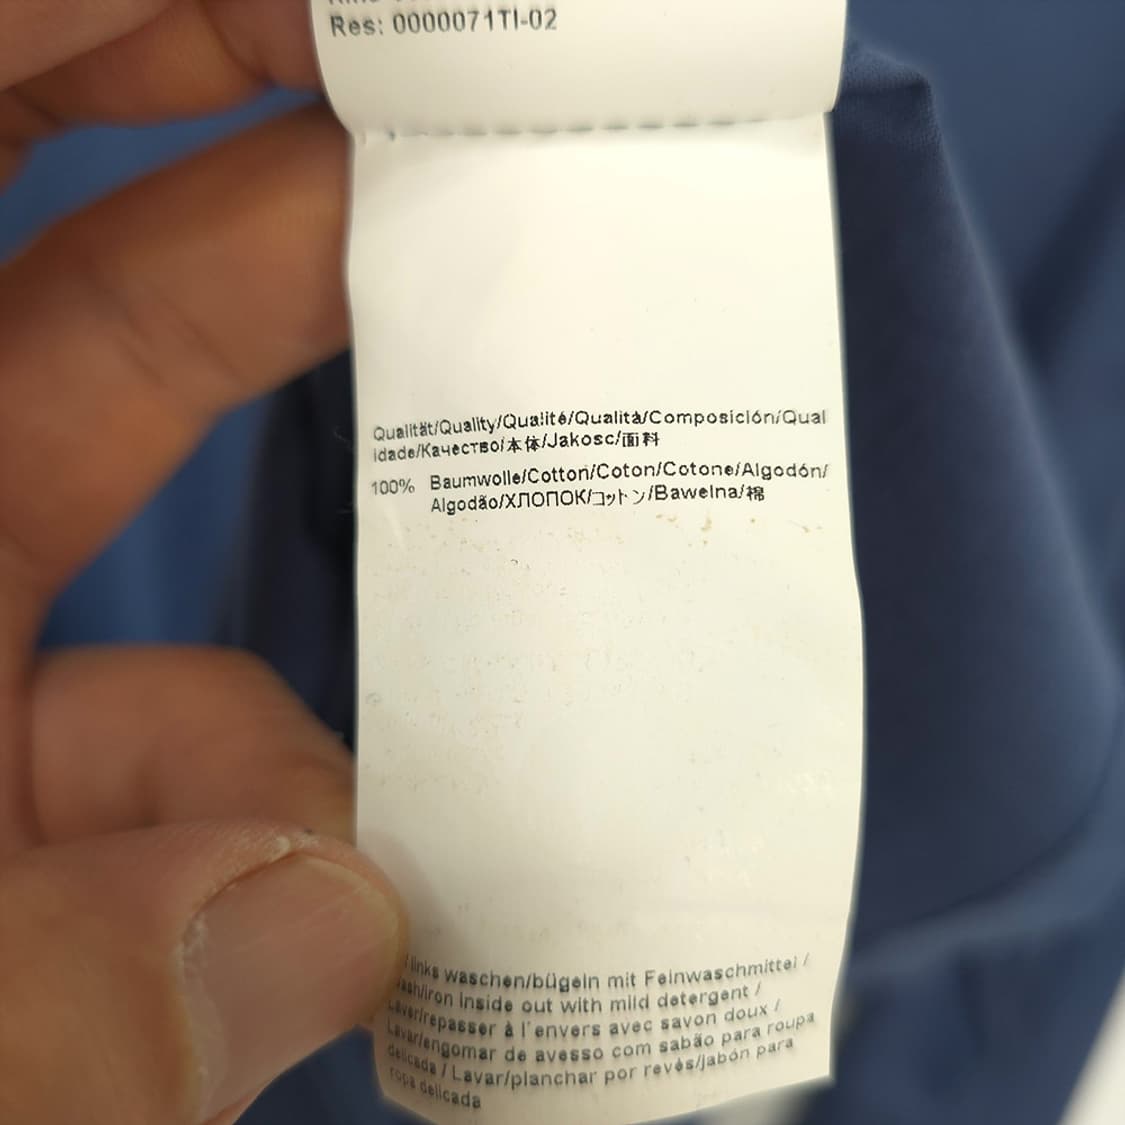 Res: 0000071TI-02
Qualität/Quality/Qualité/Qualità/Composición/Qual
idade/Качество/本体/Jakosc/面料
100% Baumwolle/Cotton/Coton/Cotone/Algodón/
Algodão/ХЛОПОК/コットン/Bawelna/棉
/links waschen/bügeln mit Feinwaschmittel /
ash/iron inside out with mild detergent /
Laver/repasser à l'envers avec savon doux /
Lavar/engomar de avesso com sabão para roupa
delicada / Lavar/planchar por revés/jabón para
ropa delicada